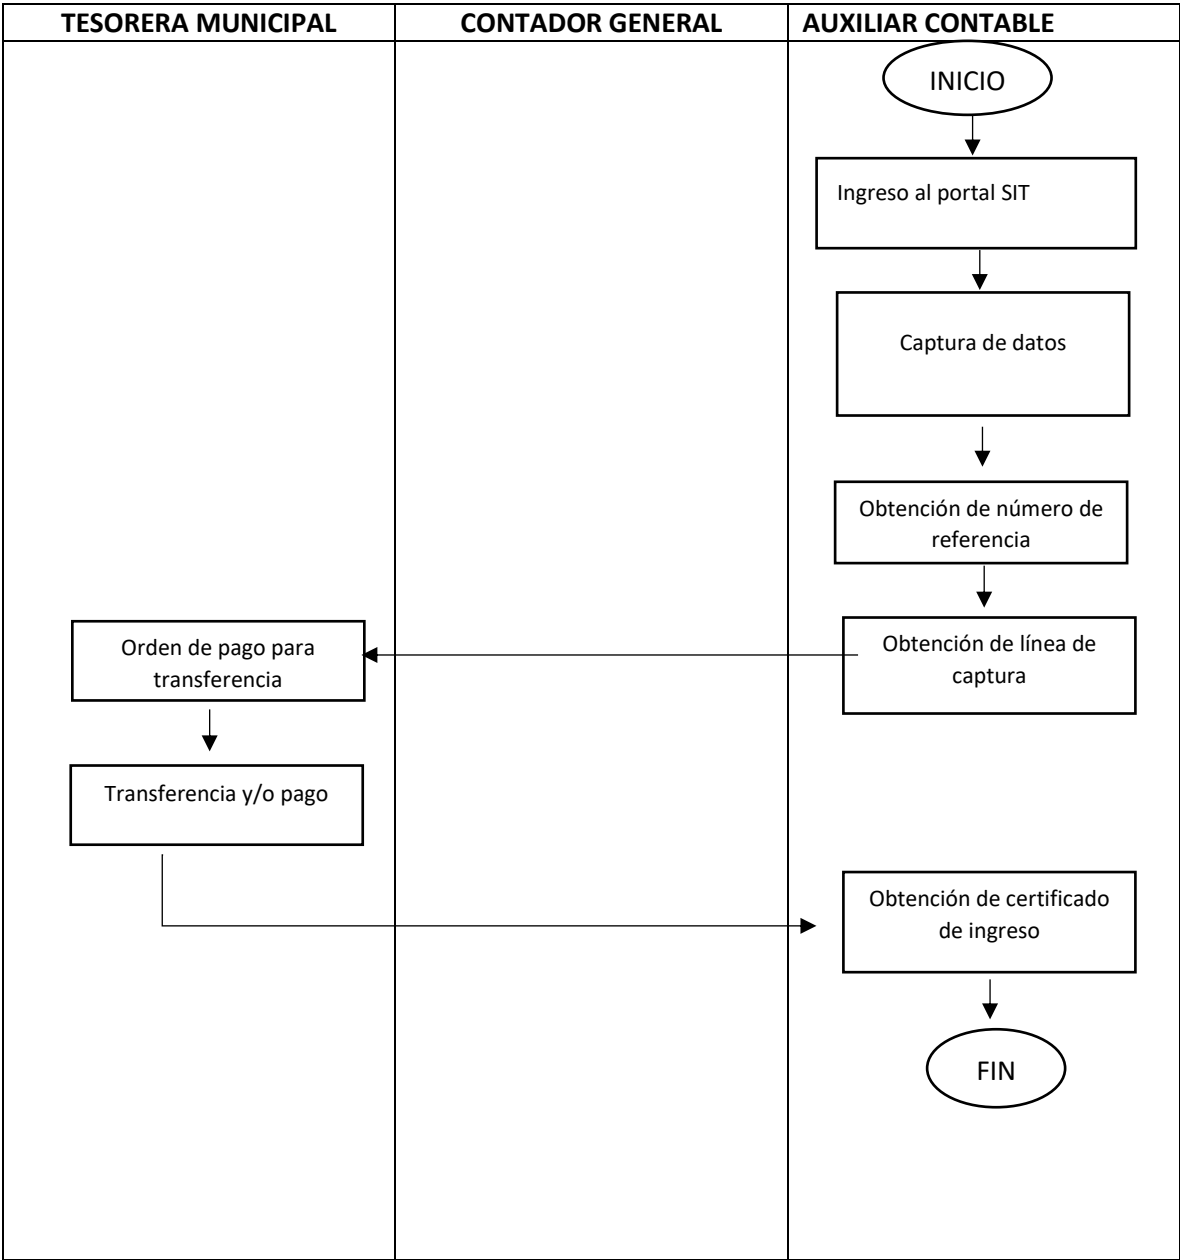 TESORERA MUNICIPAL
CONTADOR GENERAL
AUXILIAR CONTABLE
INICIO
Ingreso al portal SIT
Captura de datos
Obtención de número de
referencia
Obtención de línea de
captura
Orden de pago para
transferencia
Transferencia y/o pago
Obtención de certificado
de ingreso
FIN